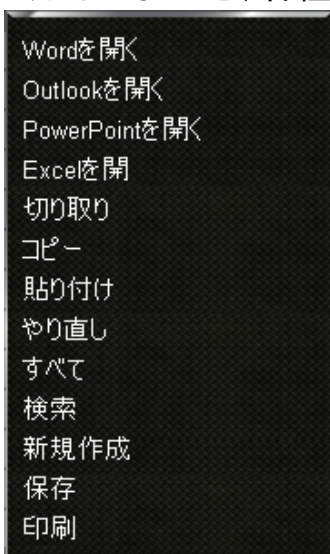 Wordを開く
Outlookを開く
PowerPointを開く
Excelを開
切り取り
コピー
貼り付け
やり直し
すべて
検索
新規作成
保存
印刷